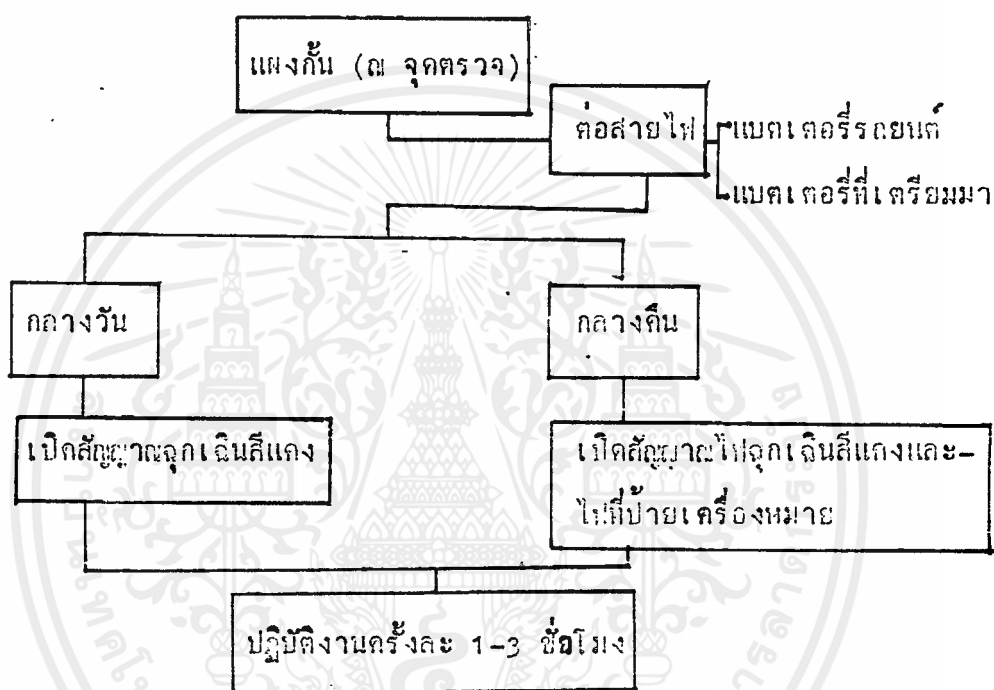 แผงกั้น (ณ จุดตรวจ)
ต่อสายไฟ
แบตเตอรี่รถยนต์
แบตเตอรี่ที่เตรียมมา
กลางวัน
กลางคืน
เปิดสัญญาณฉุกเฉินสีแดง
เปิดสัญญาณไฟฉุกเฉินสีแดงและ-
ไฟที่ป้ายเครื่องหมาย
ปฏิบัติงานครั้งละ 1-3 ชั่วโมง